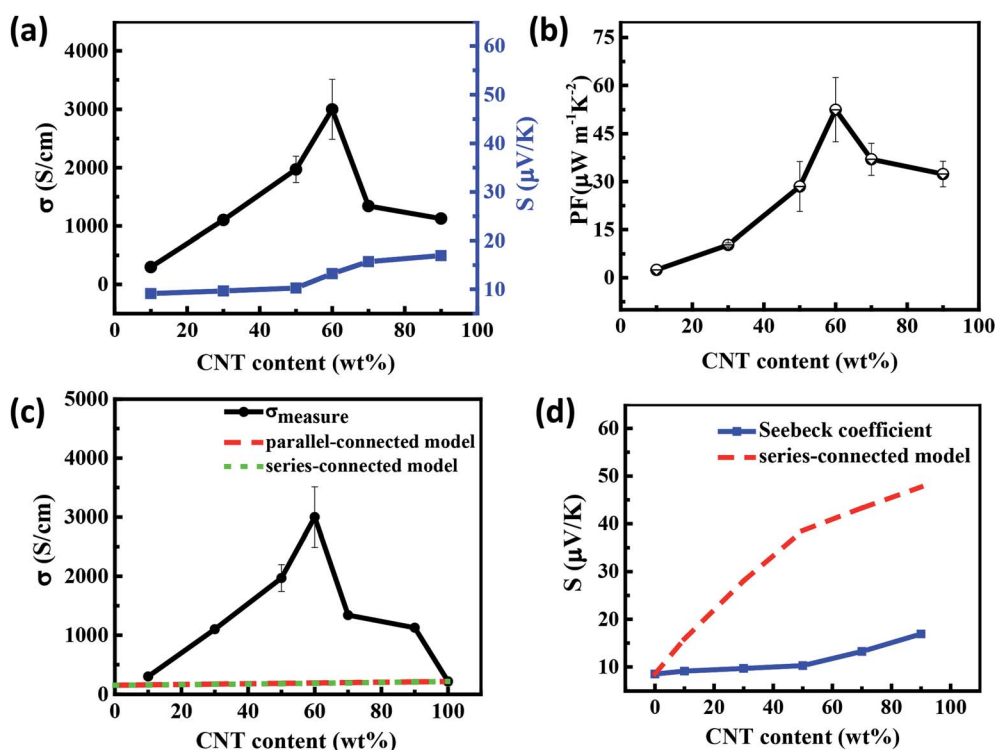 (a)
4000
3000
2000
1000
0
σ (S/cm)
60
50
40
30
20
10
S (μV/K)
0 20 40 60 80 100
CNT content (wt%)
(b)
75
60
45
30
15
0
PF(μW m⁻¹K⁻²)
0 20 40 60 80 100
CNT content (wt%)
(c)
5000
4000
3000
2000
1000
0
σ (S/cm)
σmeasure
parallel-connected model
series-connected model
0 20 40 60 80 100
CNT content (wt%)
(d)
60
50
40
30
20
10
S (μV/K)
Seebeck coefficient
series-connected model
0 20 40 60 80 100
CNT content (wt%)